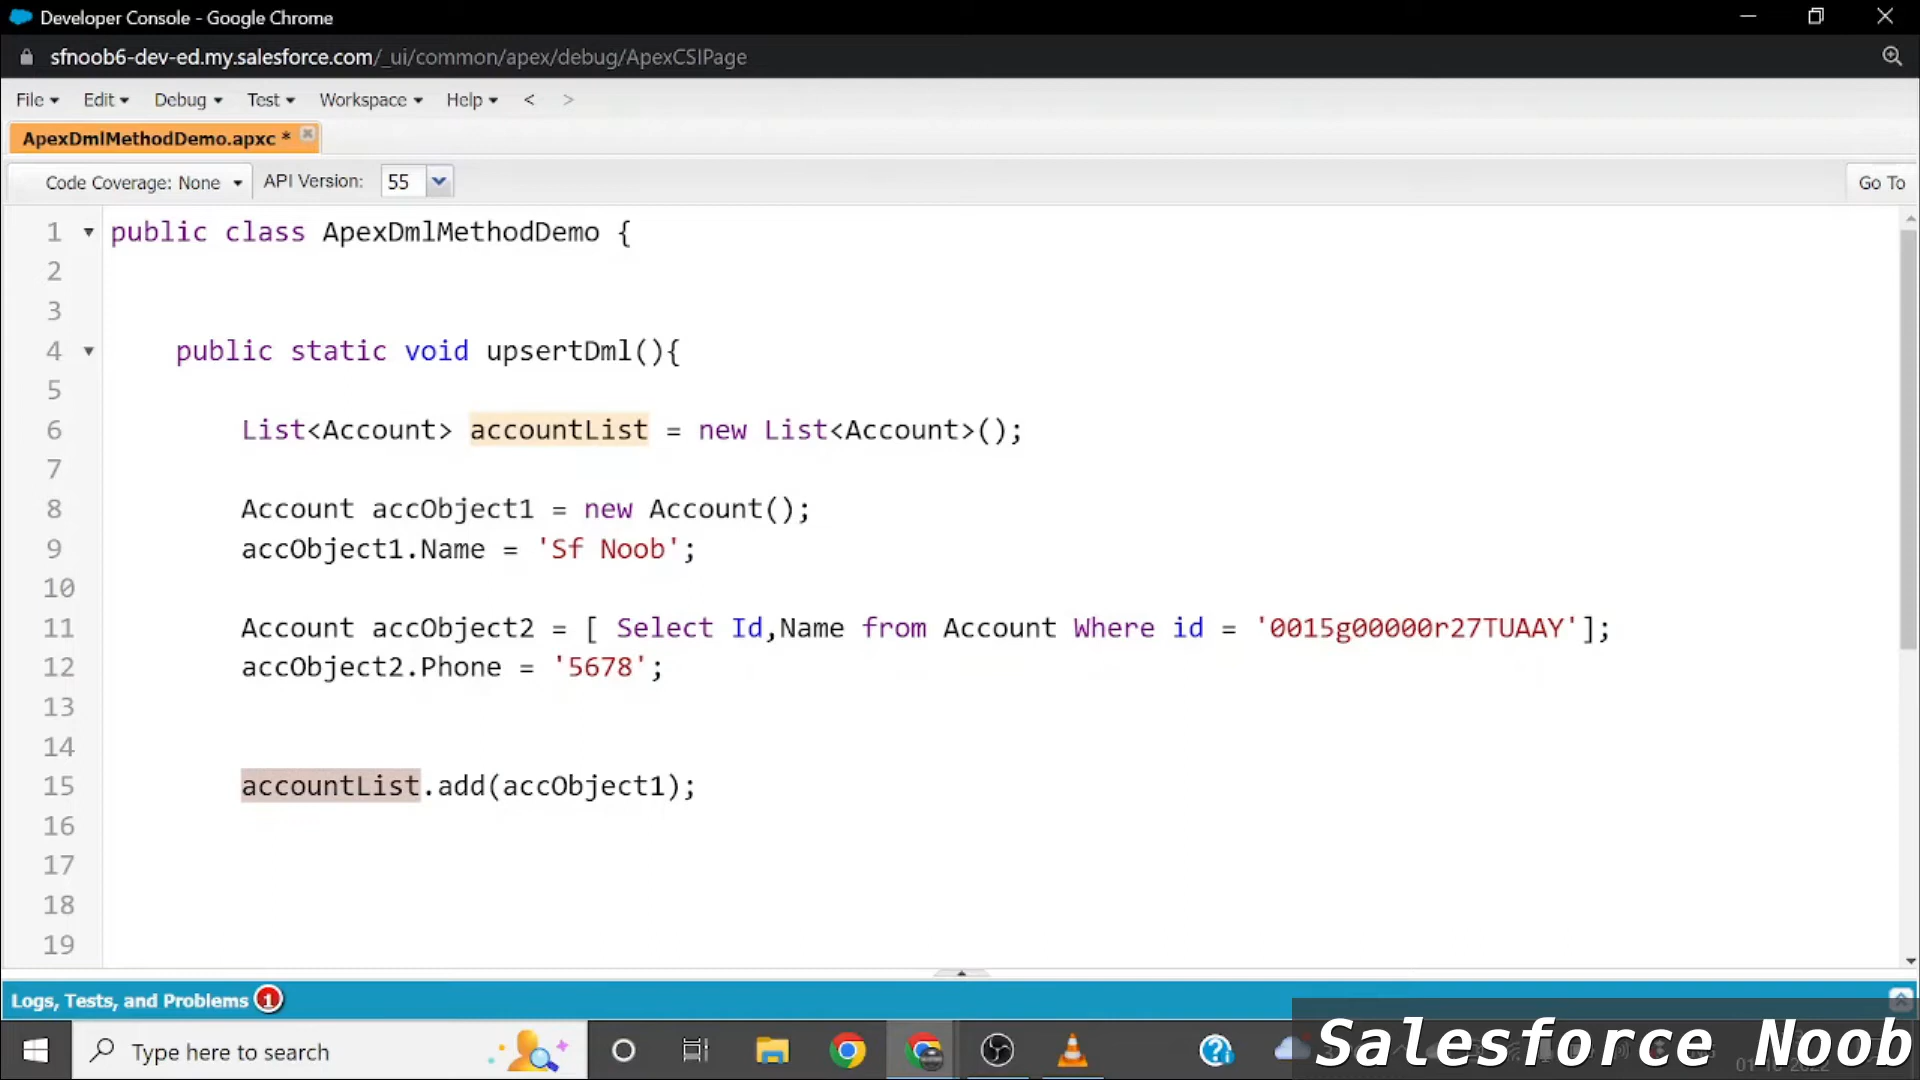 Developer Console - Google Chrome
sfnoob6-dev-ed.my.salesforce.com/_ui/common/apex/debug/ApexCSIPage
File Edit Debug Test Workspace Help < >
ApexDmlMethodDemo.apxc *
Code Coverage: None API Version: 55 Go To
1 public class ApexDmlMethodDemo {
2
3
4 public static void upsertDml(){
5
6 List<Account> accountList = new List<Account>();
7
8 Account accObject1 = new Account();
9 accObject1.Name = 'Sf Noob';
10
11 Account accObject2 = [ Select Id,Name from Account Where id = '0015g00000r27TUAAY'];
12 accObject2.Phone = '5678';
13
14
15 accountList.add(accObject1);
16
17
18
19
Logs, Tests, and Problems 1
Type here to search
Salesforce Noob